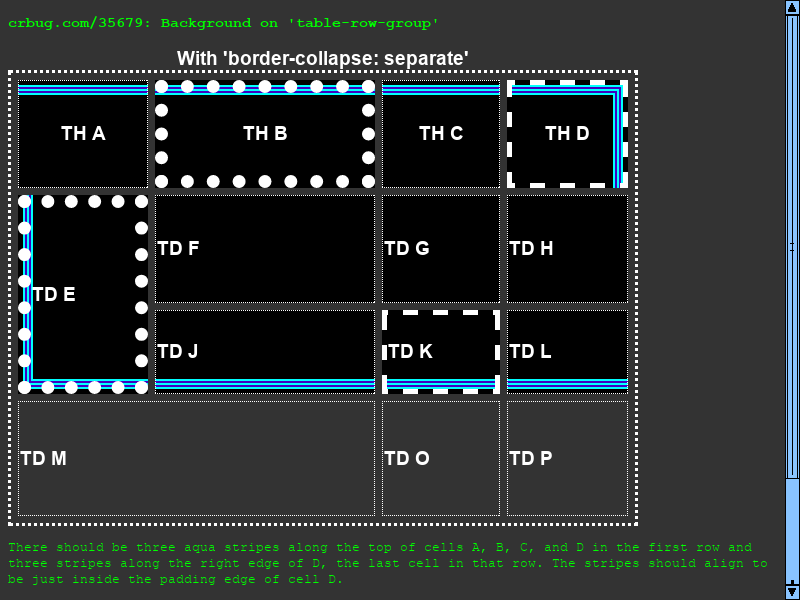 crbug.com/35679: Background on 'table-row-group'
With 'border-collapse: separate'
TH A
TH B
TH C
TH D
TD E
TD F
TD G
TD H
TD J
TD K
TD L
TD M
TD O
TD P
There should be three aqua stripes along the top of cells A, B, C, and D in the first row and
three stripes along the right edge of D, the last cell in that row. The stripes should align to
be just inside the padding edge of cell D.